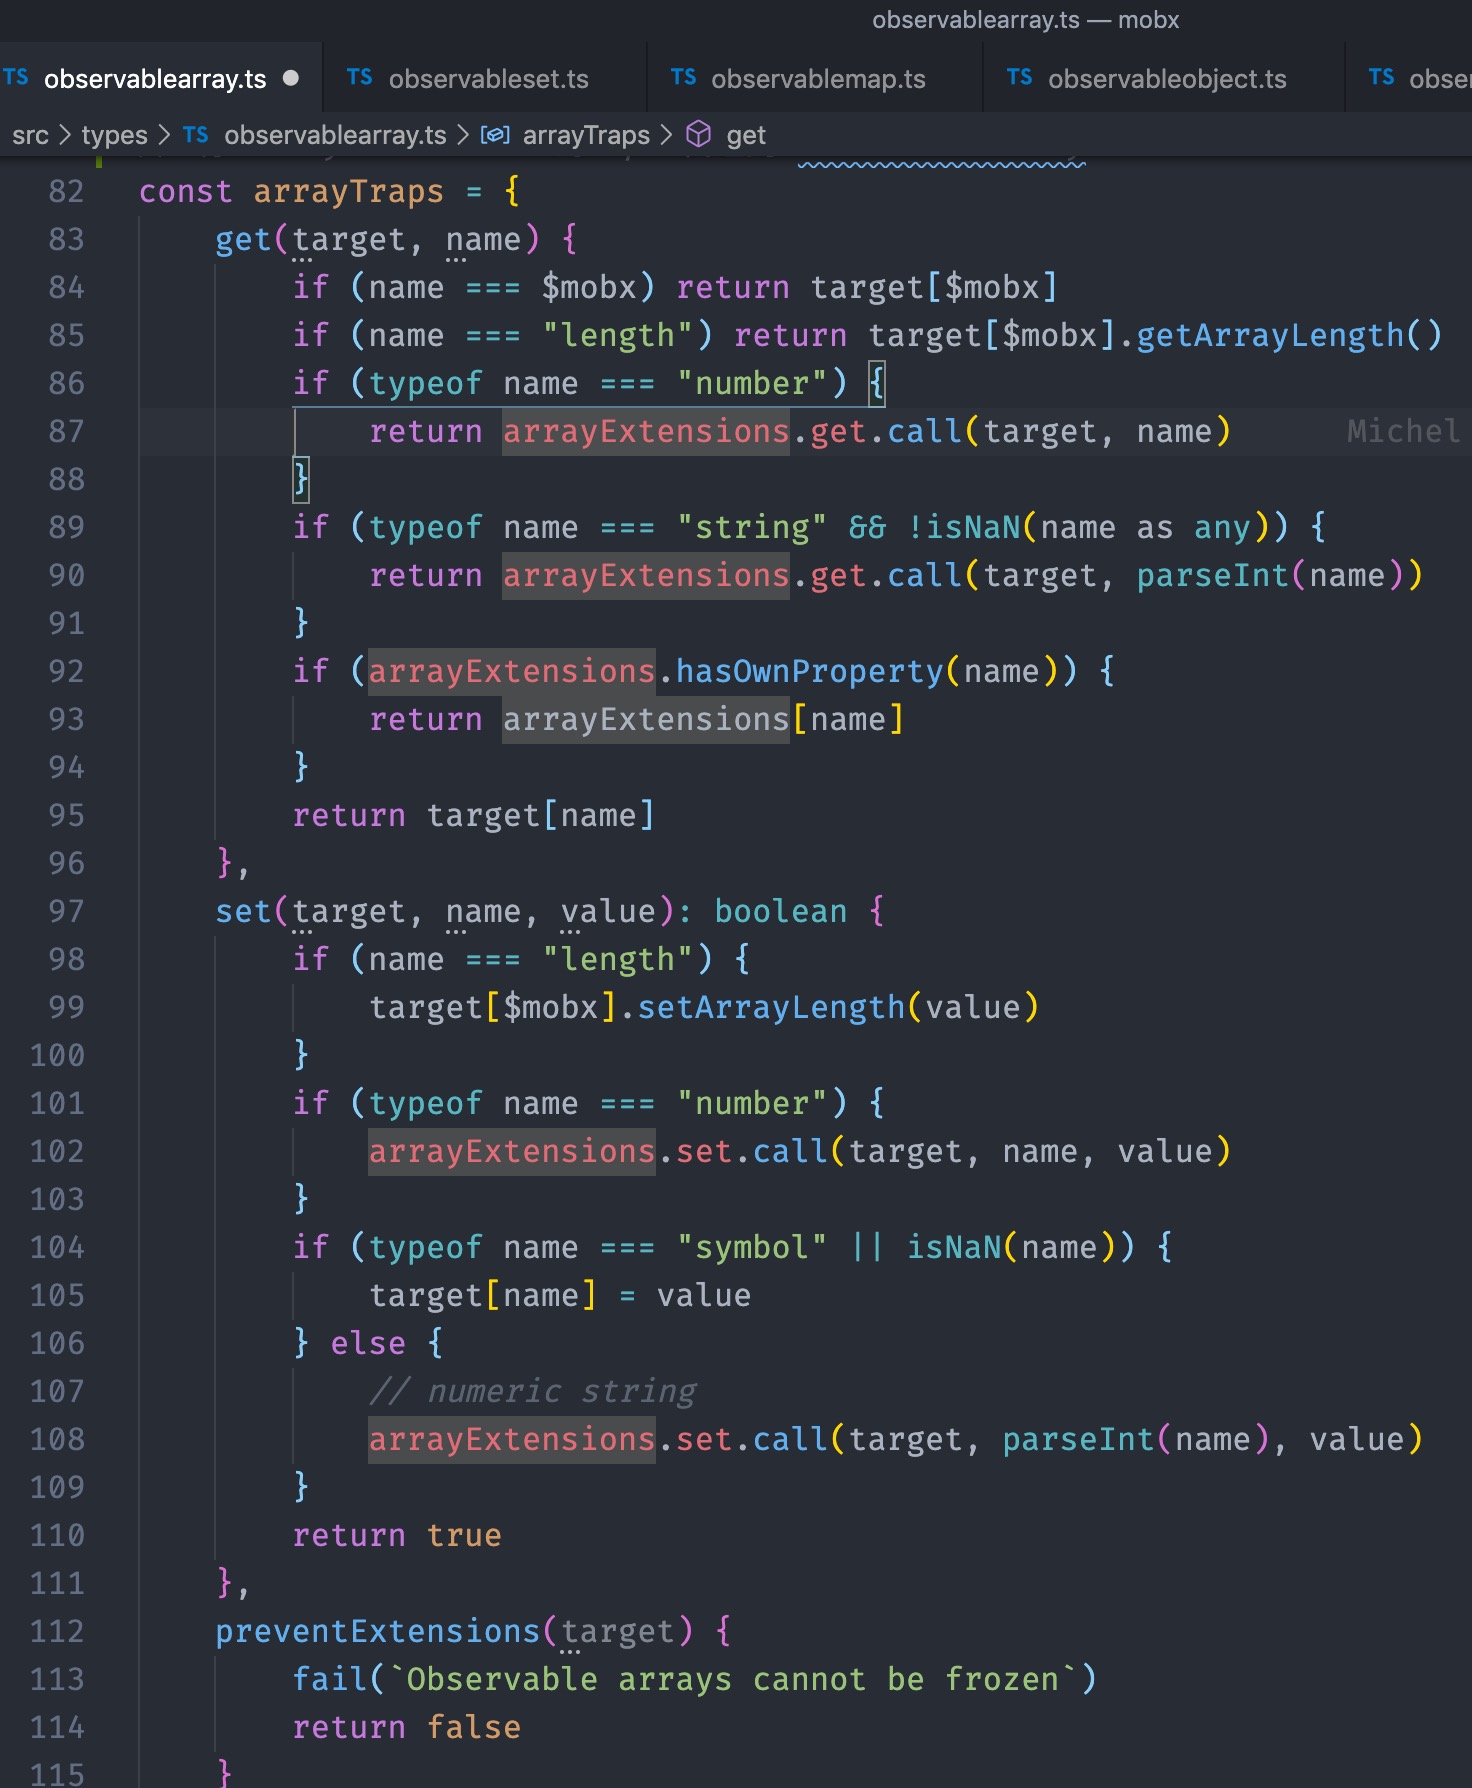 observablearray.ts — mobx
TS observablearray.ts ● TS observableset.ts TS observablemap.ts TS observableobject.ts TS obser
src > types > TS observablearray.ts > arrayTraps > get
82 const arrayTraps = {
83 get(target, name) {
84 if (name === $mobx) return target[$mobx]
85 if (name === "length") return target[$mobx].getArrayLength()
86 if (typeof name === "number") {
87 return arrayExtensions.get.call(target, name) Michel
88 }
89 if (typeof name === "string" && !isNaN(name as any)) {
90 return arrayExtensions.get.call(target, parseInt(name))
91 }
92 if (arrayExtensions.hasOwnProperty(name)) {
93 return arrayExtensions[name]
94 }
95 return target[name]
96 },
97 set(target, name, value): boolean {
98 if (name === "length") {
99 target[$mobx].setArrayLength(value)
100 }
101 if (typeof name === "number") {
102 arrayExtensions.set.call(target, name, value)
103 }
104 if (typeof name === "symbol" || isNaN(name)) {
105 target[name] = value
106 } else {
107 // numeric string
108 arrayExtensions.set.call(target, parseInt(name), value)
109 }
110 return true
111 },
112 preventExtensions(target) {
113 fail(`Observable arrays cannot be frozen`)
114 return false
115 }